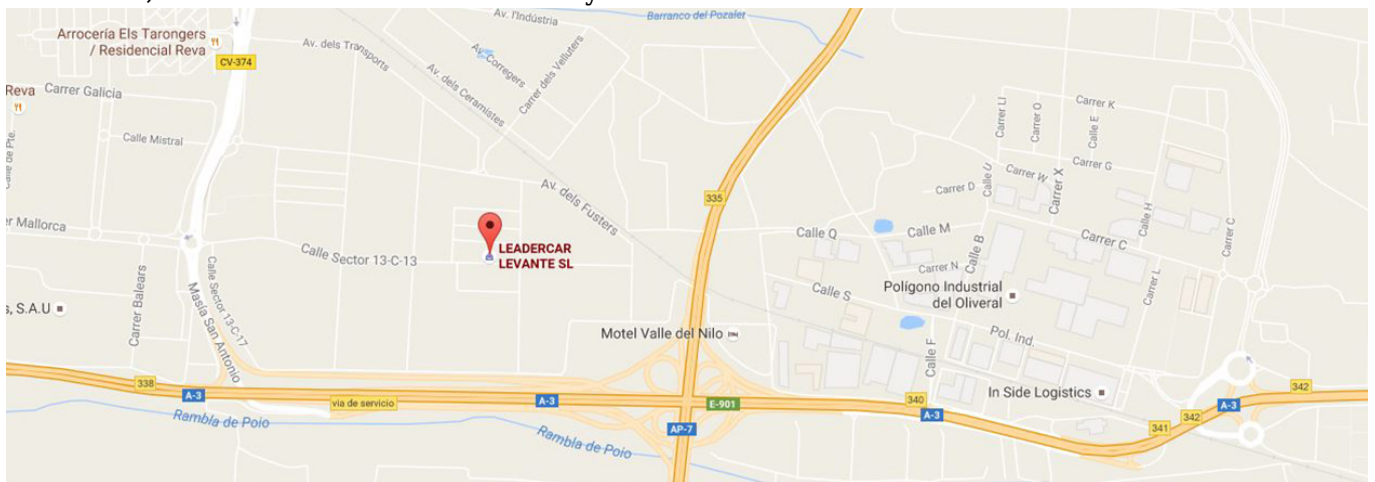 Arrocería Els Tarongers
/ Residencial Reva
CV-374
Av. dels Transports
Av. l'Indústria
Av. Corregers
Carrer dels Velluters
Av. dels Ceramistes
Barranco del Pozalet
Reva
Carrer Galicia
Calle Mistral
Av. dels Fusters
335
Carrer LI
Carrer O
Calle E
Carrer K
Carrer G
Calle U
Carrer W
Carrer X
Carrer D
Calle H
Carrer C
er Mallorca
Calle Sector 13-C-13
LEADERCAR
LEVANTE SL
Calle Q
Calle M
Calle B
Carrer C
Carrer N
Carrer L
Polígono Industrial
del Oliveral
s, S.A.U
Carrer Balears
Calle Sector 13-C-17
Masía San Antonio
Calle S
Motel Valle del Nilo
Pol. Ind.
Calle F
In Side Logistics
338
A-3
via de servicio
A-3
E-901
340
A-3
341
342
A-3
342
Rambla de Poio
Rambla de Poio
AP-7